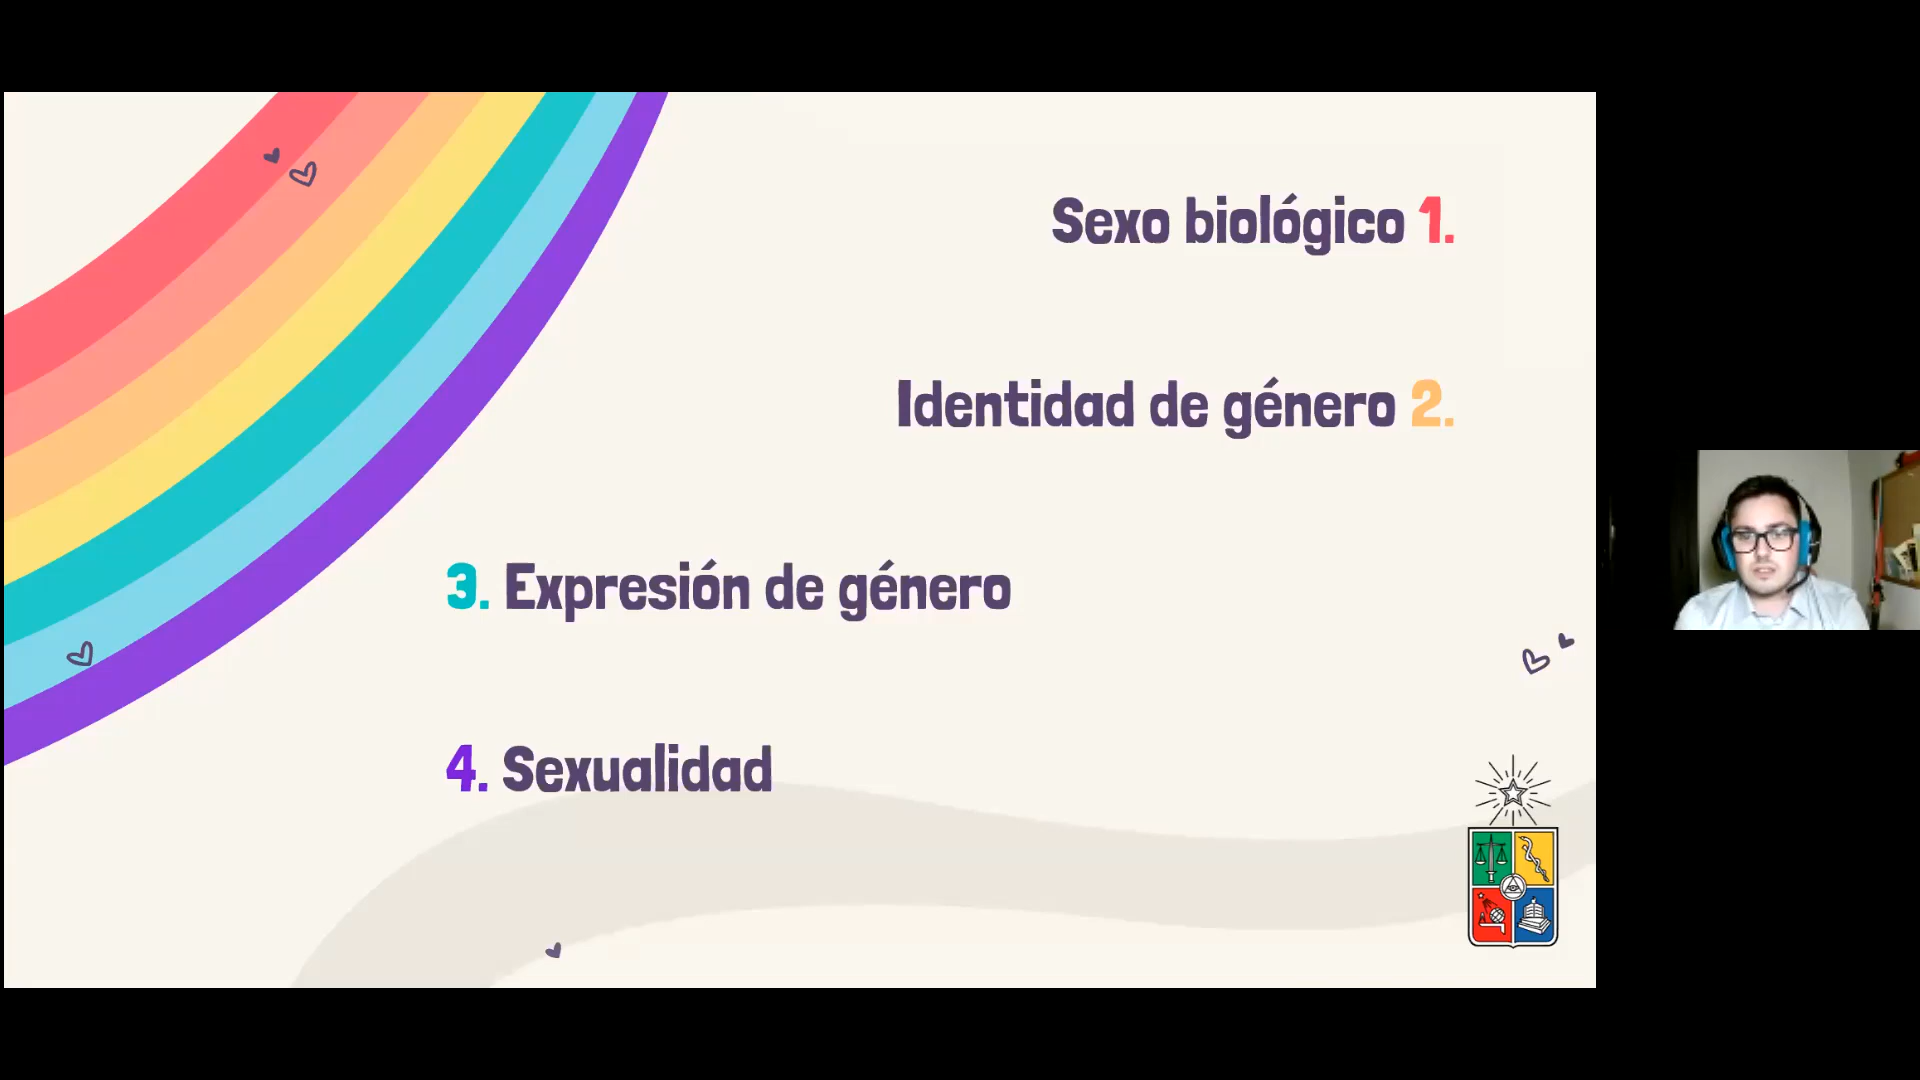 Sexo biológico 1.
Identidad de género 2.
3. Expresión de género
4. Sexualidad